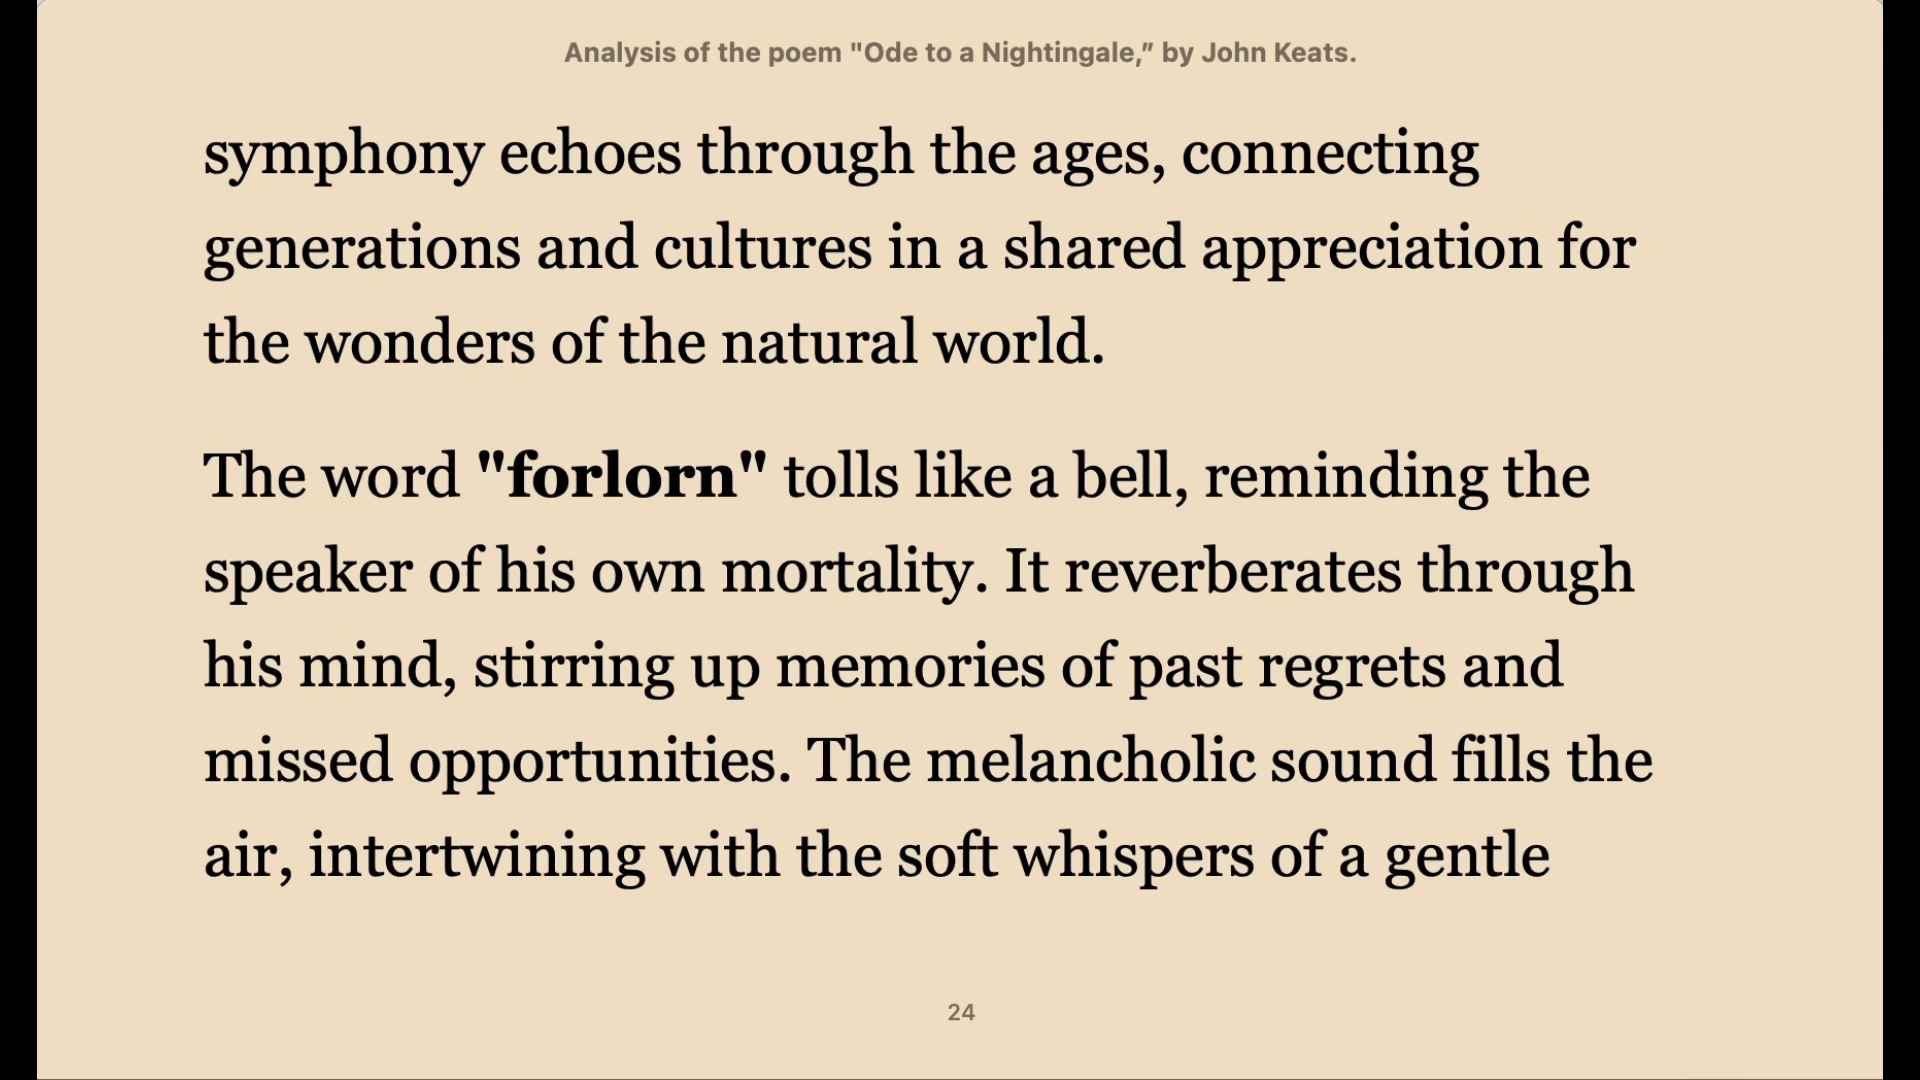 Analysis of the poem "Ode to a Nightingale,” by John Keats.
symphony echoes through the ages, connecting
generations and cultures in a shared appreciation for
the wonders of the natural world.
The word "forlorn" tolls like a bell, reminding the
speaker of his own mortality. It reverberates through
his mind, stirring up memories of past regrets and
missed opportunities. The melancholic sound fills the
air, intertwining with the soft whispers of a gentle
24